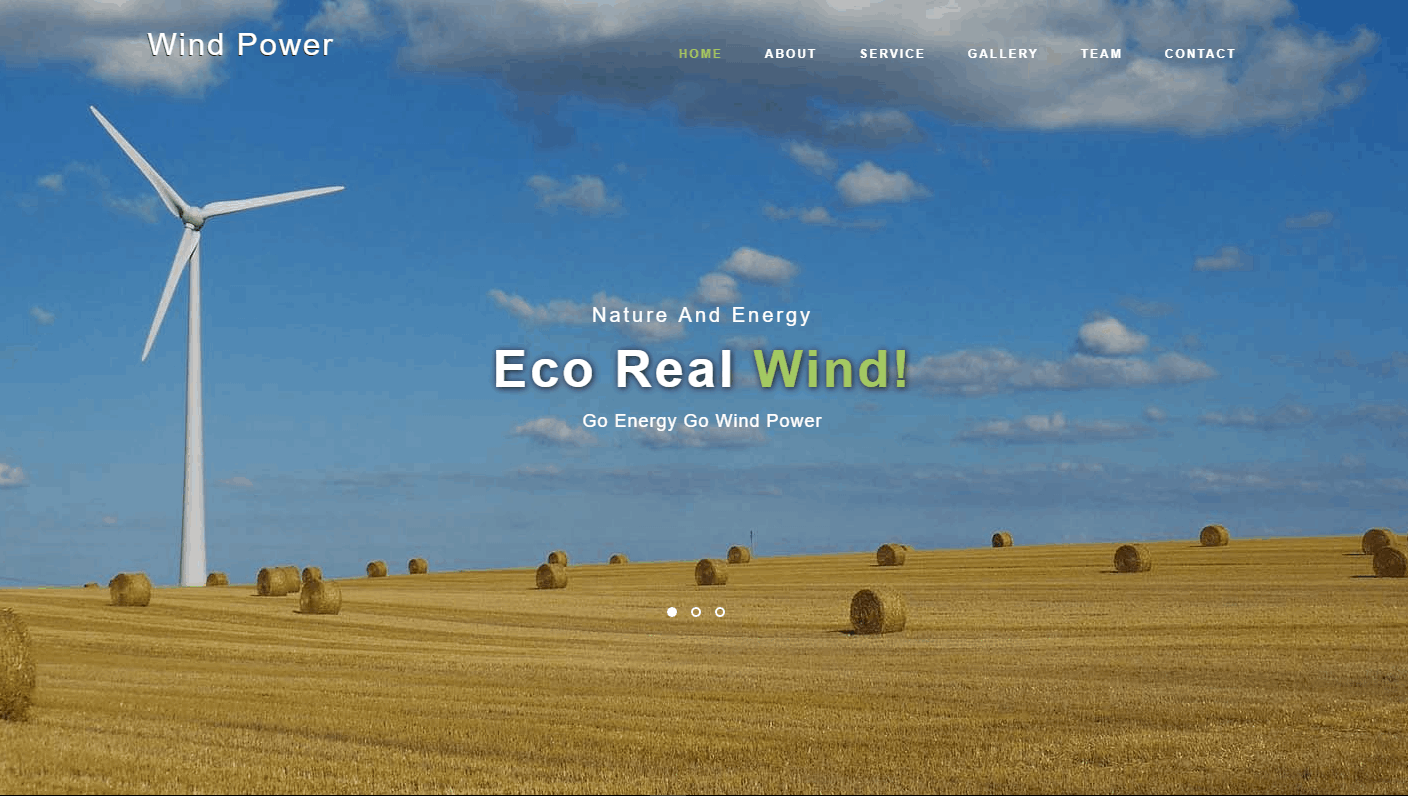 Wind Power
HOME ABOUT SERVICE GALLERY TEAM CONTACT
Nature And Energy
Eco Real Wind!
Go Energy Go Wind Power